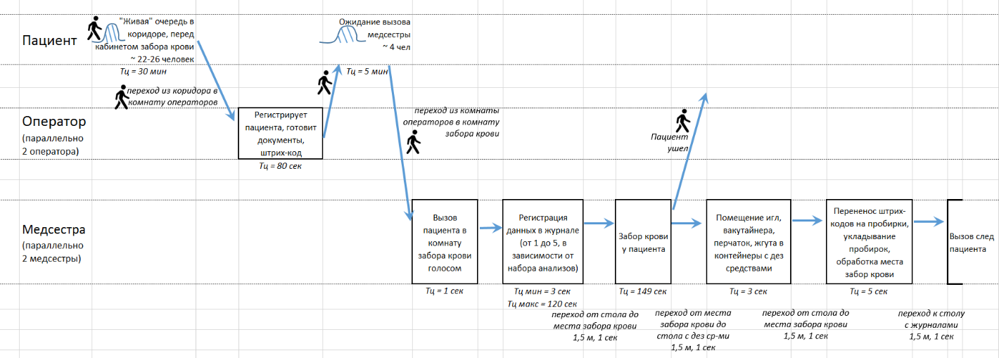 Пациент
"Живая" очередь в
коридоре, перед
кабинетом забора крови
~ 22-26 человек
Тц = 30 мин
переход из коридора в
комнату операторов
Ожидание вызова
медсестры
~ 4 чел
Тц = 5 мин
Оператор
(параллельно
2 оператора)
Регистрирует
пациента, готовит
документы,
штрих-код
Тц = 80 сек
переход из комнаты
операторов в комнату
забора крови
Пациент
ушел
Медсестра
(параллельно
2 медсестры)
Вызов
пациента в
комнату
забора крови
голосом
Тц = 1 сек
Регистрация
данных в журнале
(от 1 до 5, в
зависимости от
набора анализов)
Тц мин = 3 сек
Тц макс = 120 сек
переход от стола до
места забора крови
1,5 м, 1 сек
Забор крови
у пациента
Тц = 149 сек
переход от места
забора крови до
стола с дез ср-ми
1,5 м, 1 сек
Помещение игл,
вакутайнера,
перчаток, жгута в
контейнеры с дез
средствами
Тц = 3 сек
переход от стола до
места забора крови
1,5 м, 1 сек
Перененос штрих-
кодов на пробирки,
укладывание
пробирок,
обработка места
забор крови
Тц = 5 сек
переход к столу
с журналами
1,5 м, 1 сек
Вызов след
пациента